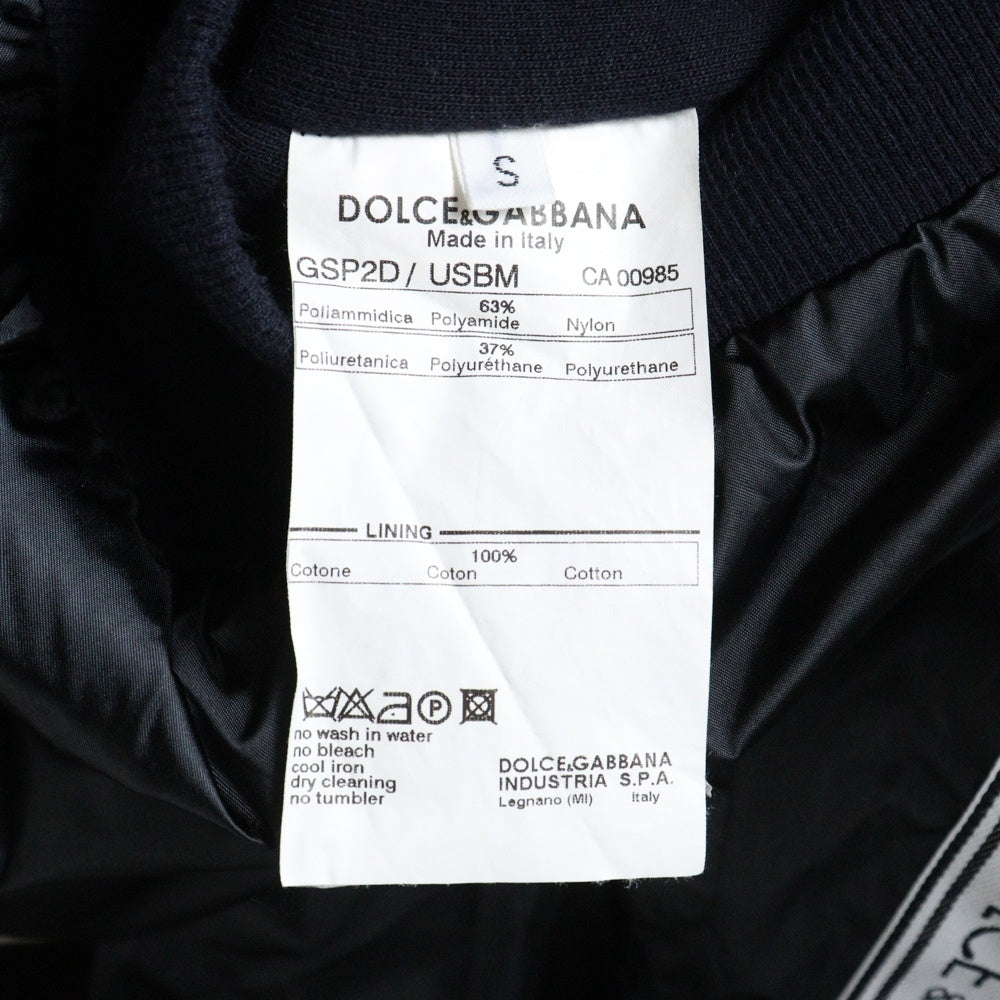 S
DOLCE&GABBANA
Made in Italy
GSP2D/ USBM CA 00985
63%
Poliammidica Polyamide Nylon
37%
Poliuretanica Polyuréthane Polyurethane
LINING
100%
Cotone Coton Cotton
P
no wash in water
no bleach
cool iron
dry cleaning
no tumbler
DOLCE&GABBANA
INDUSTRIA S.P.A.
Legnano (MI) Italy